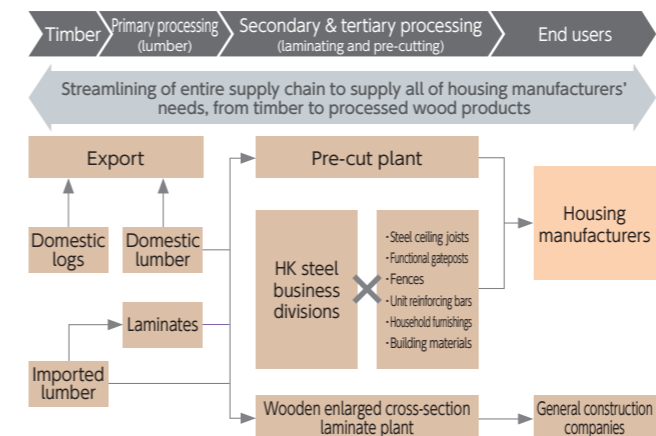 Timber
Primary processing
(lumber)
Secondary & tertiary processing
(laminating and pre-cutting)
End users
Streamlining of entire supply chain to supply all of housing manufacturers'
needs, from timber to processed wood products
Export
Pre-cut plant
Domestic
logs
Domestic
lumber
HK steel
business
divisions
・Steel ceiling joists
・Functional gateposts
・Fences
・Unit reinforcing bars
・Household furnishings
・Building materials
Housing
manufacturers
Laminates
Imported
lumber
Wooden enlarged cross-section
laminate plant
General construction
companies